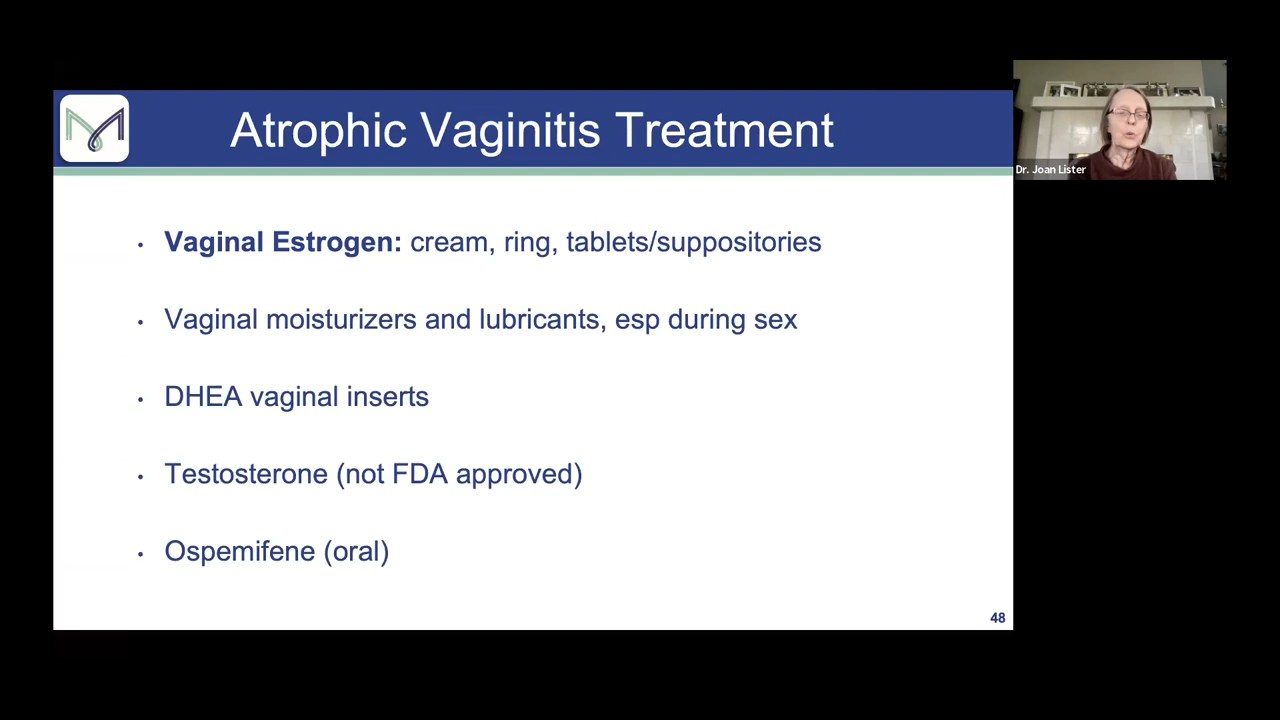 Atrophic Vaginitis Treatment
Dr. Joan Lister
• Vaginal Estrogen: cream, ring, tablets/suppositories
• Vaginal moisturizers and lubricants, esp during sex
• DHEA vaginal inserts
• Testosterone (not FDA approved)
• Ospemifene (oral)
48